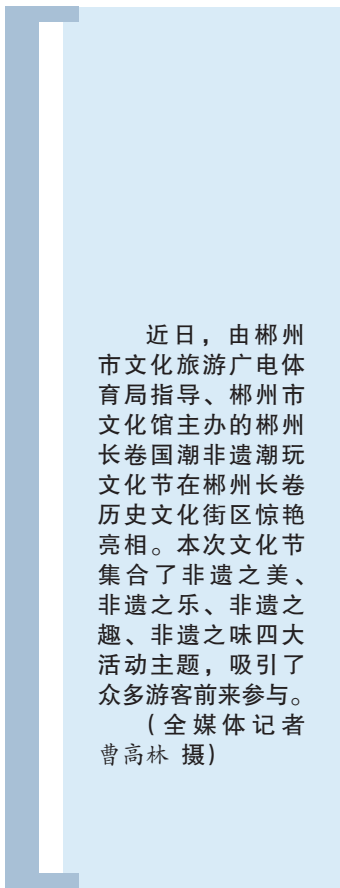 近日，由郴州
市文化旅游广电体
育局指导、郴州市
文化馆主办的郴州
长卷国潮非遗潮玩
文化节在郴州长卷
历史文化街区惊艳
亮相。本次文化节
集合了非遗之美、
非遗之乐、非遗之
趣、非遗之味四大
活动主题，吸引了
众多游客前来参与。
（全媒体记者
曹高林 摄）